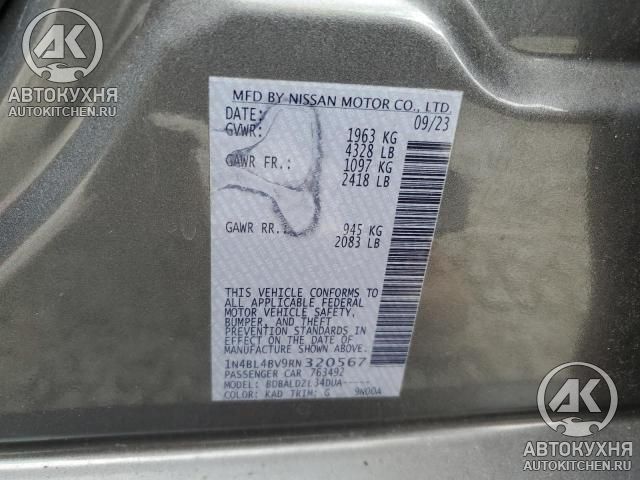 AK
АВТОКУХНЯ
AUTOKITCHEN.RU
MFD BY NISSAN MOTOR CO., LTD.
DATE: 09/23
GVWR: 1963 KG
4328 LB
GAWR FR.: 1097 KG
2418 LB
GAWR RR.: 945 KG
2083 LB
THIS VEHICLE CONFORMS TO
ALL APPLICABLE FEDERAL
MOTOR VEHICLE SAFETY,
BUMPER, AND THEFT
PREVENTION STANDARDS IN
EFFECT ON THE DATE OF
MANUFACTURE SHOWN ABOVE.
1N4BL4BV9RN320567
PASSENGER CAR 763492
MODEL: BDBALDZL34DUA-----
COLOR: KAD TRIM: G 9N00A
AK
АВТОКУХНЯ
AUTOKITCHEN.RU